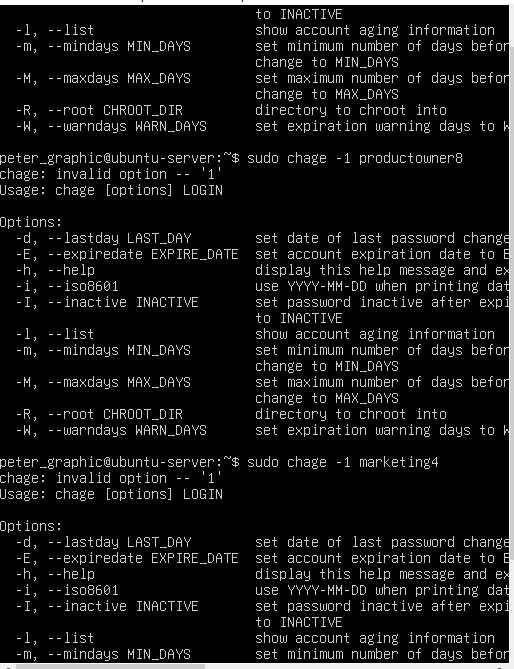 to INACTIVE
-l, --list show account aging information
-m, --mindays MIN_DAYS set minimum number of days befor
change to MIN_DAYS
-M, --maxdays MAX_DAYS set maximum number of days befor
change to MAX_DAYS
-R, --root CHROOT_DIR directory to chroot into
-W, --warndays WARN_DAYS set expiration warning days to W
peter_graphic@ubuntu-server:~$ sudo chage -1 productowner8
chage: invalid option -- '1'
Usage: chage [options] LOGIN
Options:
-d, --lastday LAST_DAY set date of last password change
-E, --expiredate EXPIRE_DATE set account expiration date to E
-h, --help display this help message and ex
-i, --iso8601 use YYYY-MM-DD when printing dat
-I, --inactive INACTIVE set password inactive after expi
to INACTIVE
-l, --list show account aging information
-m, --mindays MIN_DAYS set minimum number of days befor
change to MIN_DAYS
-M, --maxdays MAX_DAYS set maximum number of days befor
change to MAX_DAYS
-R, --root CHROOT_DIR directory to chroot into
-W, --warndays WARN_DAYS set expiration warning days to W
peter_graphic@ubuntu-server:~$ sudo chage -1 marketing4
chage: invalid option -- '1'
Usage: chage [options] LOGIN
Options:
-d, --lastday LAST_DAY set date of last password change
-E, --expiredate EXPIRE_DATE set account expiration date to E
-h, --help display this help message and ex
-i, --iso8601 use YYYY-MM-DD when printing dat
-I, --inactive INACTIVE set password inactive after expi
to INACTIVE
-l, --list show account aging information
-m, --mindays MIN_DAYS set minimum number of days befor